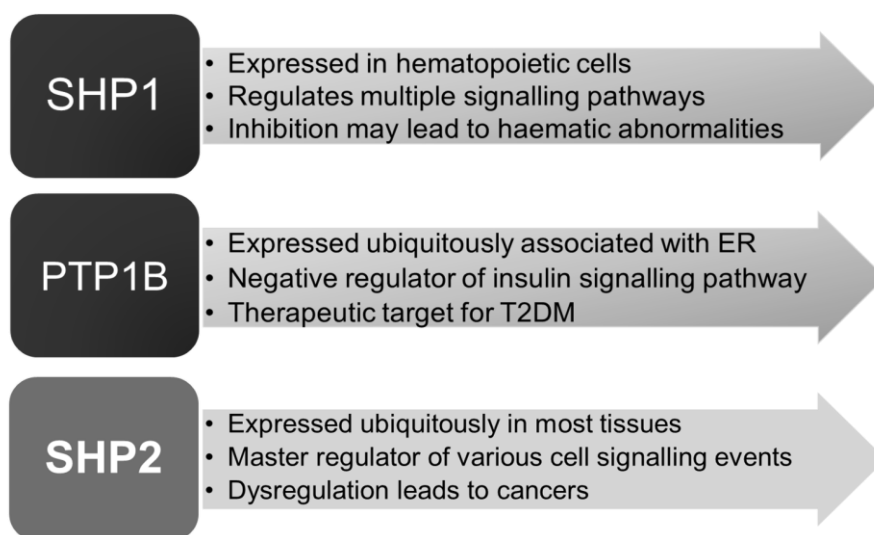 SHP1
• Expressed in hematopoietic cells
• Regulates multiple signalling pathways
• Inhibition may lead to haematic abnormalities
PTP1B
• Expressed ubiquitously associated with ER
• Negative regulator of insulin signalling pathway
• Therapeutic target for T2DM
SHP2
• Expressed ubiquitously in most tissues
• Master regulator of various cell signalling events
• Dysregulation leads to cancers